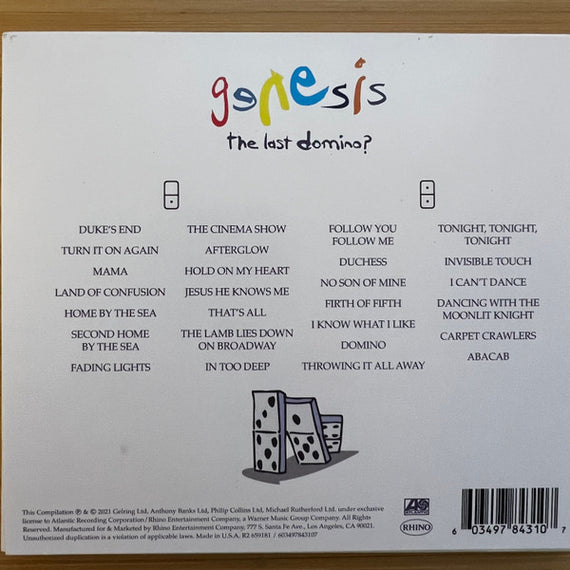 genesis
the last domino?
DUKE'S END
TURN IT ON AGAIN
MAMA
LAND OF CONFUSION
HOME BY THE SEA
SECOND HOME
BY THE SEA
FADING LIGHTS
THE CINEMA SHOW
AFTERGLOW
HOLD ON MY HEART
JESUS HE KNOWS ME
THAT'S ALL
THE LAMB LIES DOWN
ON BROADWAY
IN TOO DEEP
FOLLOW YOU
FOLLOW ME
DUCHESS
NO SON OF MINE
FIRTH OF FIFTH
I KNOW WHAT I LIKE
DOMINO
THROWING IT ALL AWAY
TONIGHT, TONIGHT,
TONIGHT
INVISIBLE TOUCH
I CAN'T DANCE
DANCING WITH THE
MOONLIT KNIGHT
CARPET CRAWLERS
ABACAB
This Compilation ℗ & © 2021 Gelring Ltd, Anthony Banks Ltd, Philip Collins Ltd, Michael Rutherford Ltd. under exclusive
license to Atlantic Recording Corporation/Rhino Entertainment Company, a Warner Music Group Company. All Rights
Reserved. Manufactured for & Marketed by Rhino Entertainment Company, 777 S. Santa Fe Ave., Los Angeles, CA 90021.
Unauthorized duplication is a violation of applicable laws. Made in U.S.A. R2 659181 / 603497843107
RHINO
6 03497 84310 7